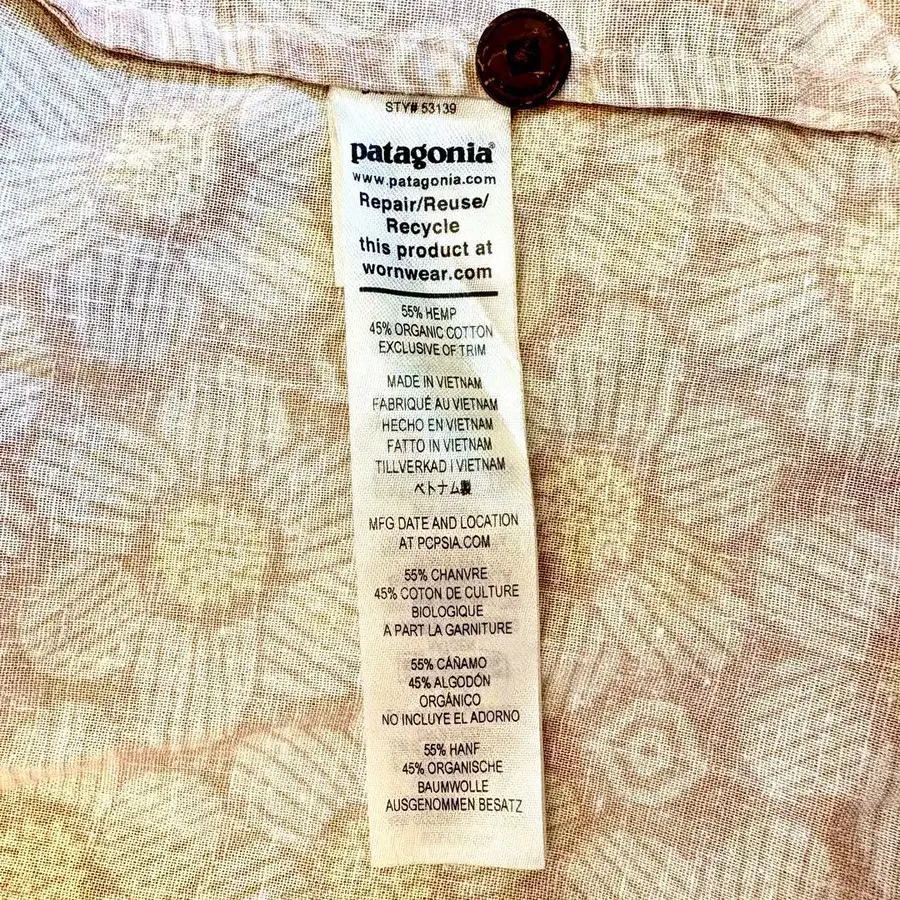 STY# 53139
patagonia®
www.patagonia.com
Repair/Reuse/
Recycle
this product at
wornwear.com
55% HEMP
45% ORGANIC COTTON
EXCLUSIVE OF TRIM
MADE IN VIETNAM
FABRIQUÉ AU VIETNAM
HECHO EN VIETNAM
FATTO IN VIETNAM
TILLVERKAD I VIETNAM
ベトナム製
MFG DATE AND LOCATION
AT PCPSIA.COM
55% CHANVRE
45% COTON DE CULTURE
BIOLOGIQUE
A PART LA GARNITURE
55% CÁÑAMO
45% ALGODÓN
ORGÁNICO
NO INCLUYE EL ADORNO
55% HANF
45% ORGANISCHE
BAUMWOLLE
AUSGENOMMEN BESATZ